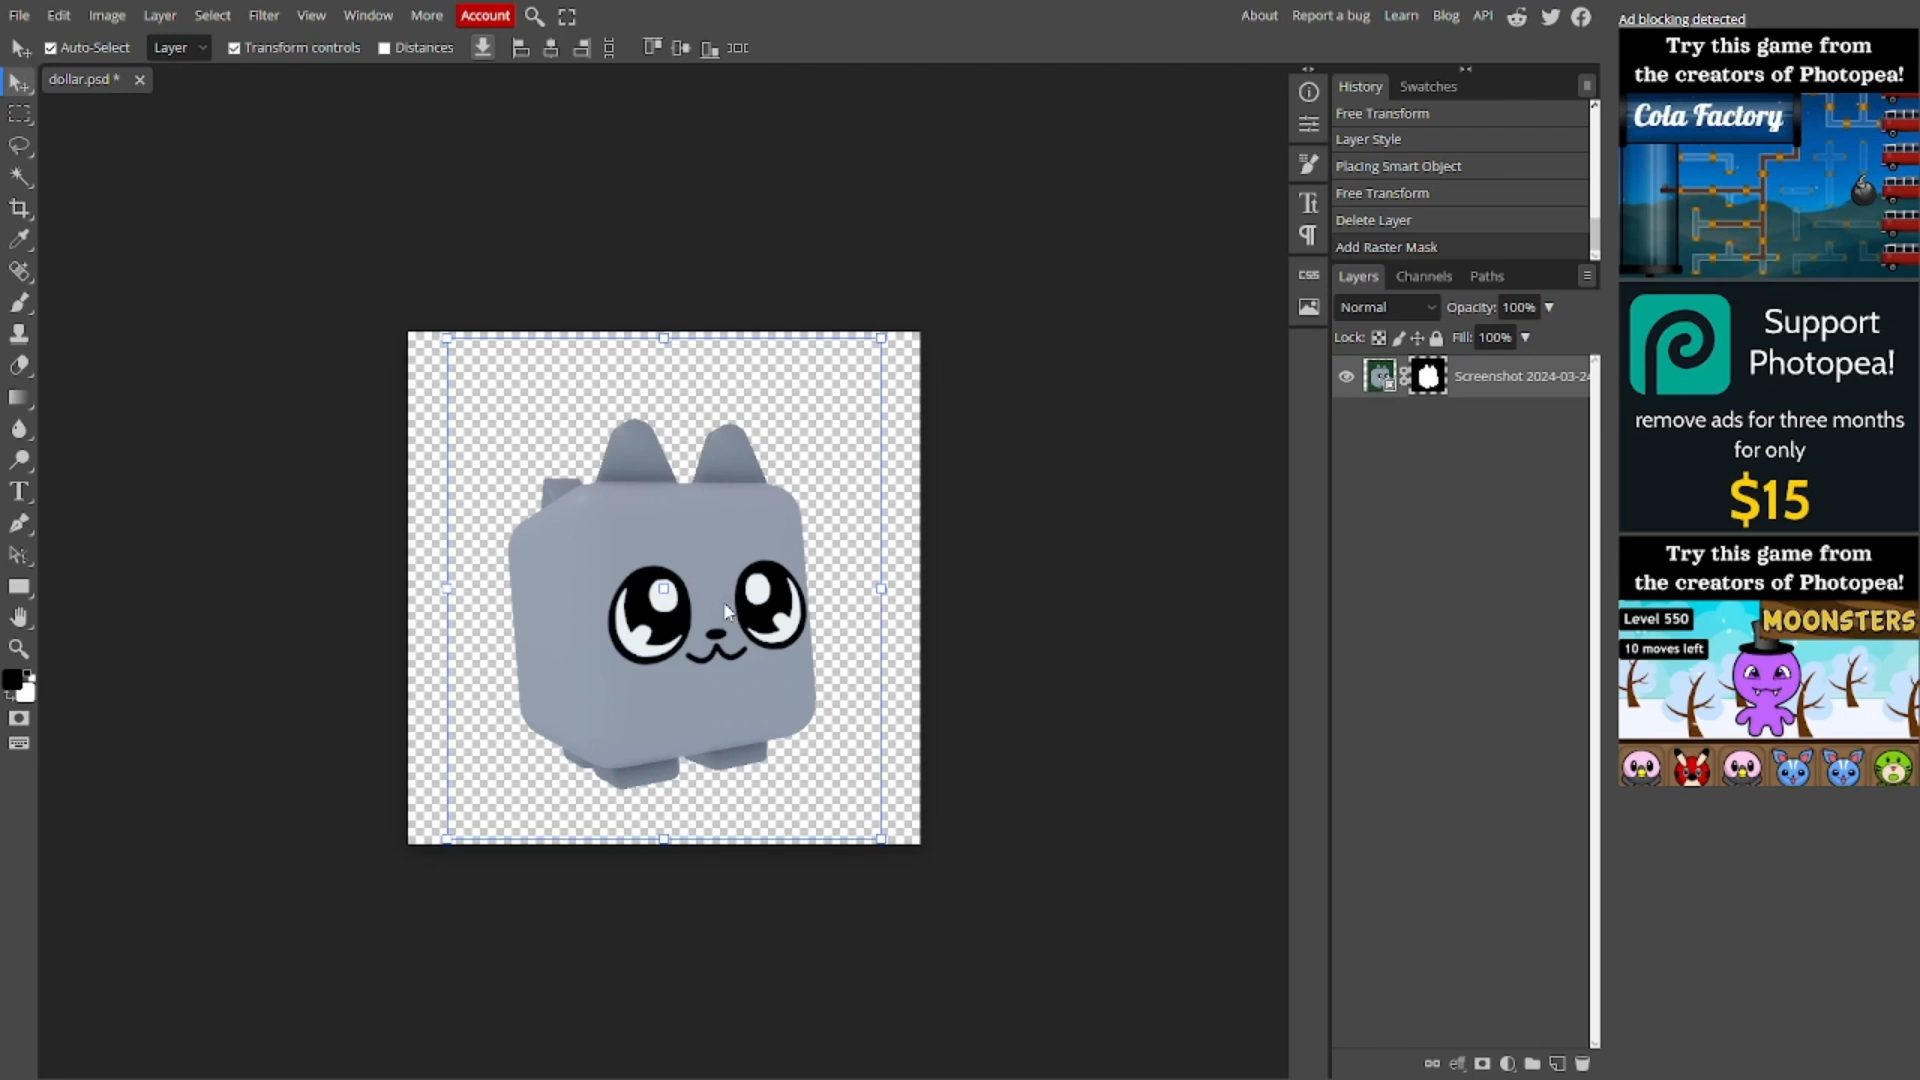 File Edit Image Layer Select Filter View Window More Account
About Report a bug Learn Blog API
Auto-Select Layer Transform controls Distances
dollar.psd *
History Swatches
Free Transform
Layer Style
Placing Smart Object
Free Transform
Delete Layer
Add Raster Mask
CSS
Layers Channels Paths
Normal Opacity: 100%
Lock: Fill: 100%
Screenshot 2024-03-24
Ad blocking detected
Try this game from
the creators of Photopea!
Cola Factory
Support
Photopea!
remove ads for three months
for only
$15
Try this game from
the creators of Photopea!
Level 550
MOONSTERS
10 moves left